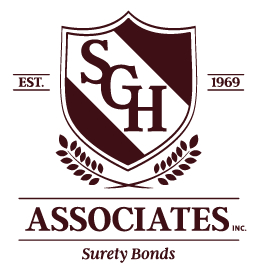 SGH
EST. 1969
ASSOCIATES INC.
Surety Bonds